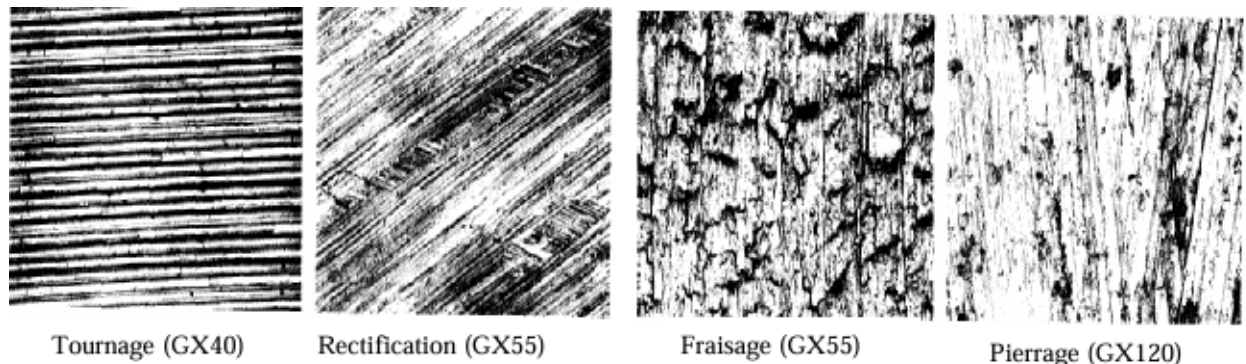 Tournage (GX40)
Rectification (GX55)
Fraisage (GX55)
Pierrage (GX120)